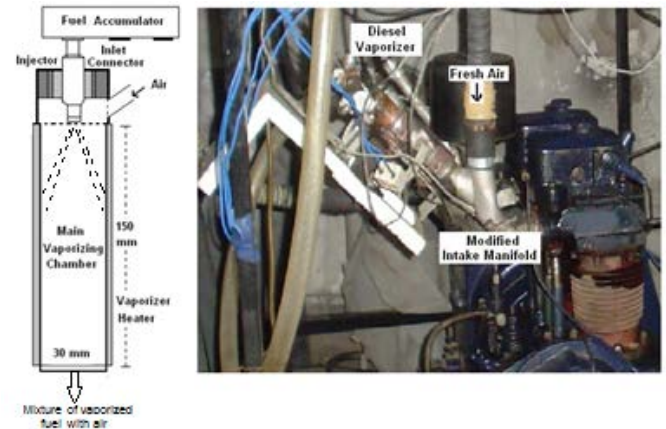 Fuel Accumulator
Injector
Inlet
Connector
Air
Main
Vaporizing
Chamber
150
mm
Vaporizer
Heater
30 mm
Mixture of vaporized
fuel with air
Diesel
Vaporizer
Fresh Air
Modified
Intake Manifold